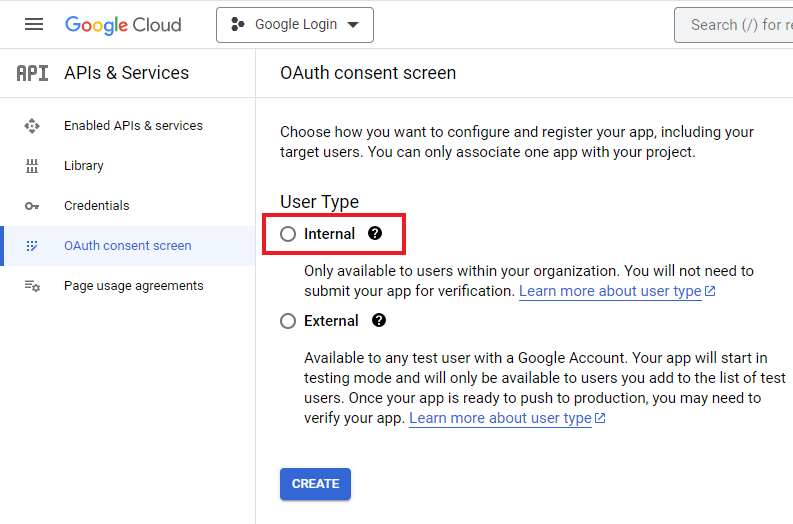 Google Cloud
Google Login
Search (/) for re
API
APIs & Services
OAuth consent screen
Enabled APIs & services
Library
Credentials
OAuth consent screen
Page usage agreements
Choose how you want to configure and register your app, including your
target users. You can only associate one app with your project.
User Type
Internal ?
Only available to users within your organization. You will not need to
submit your app for verification. Learn more about user type
External ?
Available to any test user with a Google Account. Your app will start in
testing mode and will only be available to users you add to the list of test
users. Once your app is ready to push to production, you may need to
verify your app. Learn more about user type
CREATE